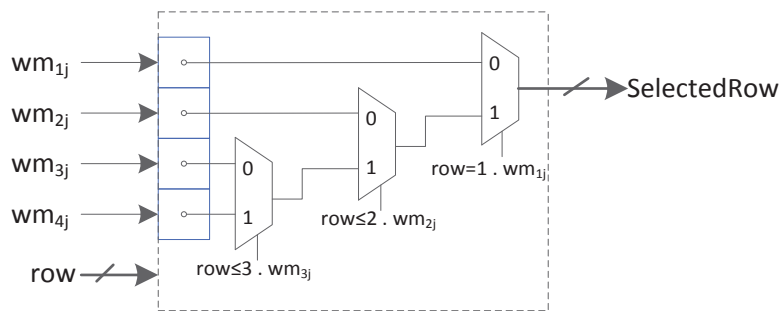 wm1j
0
1
SelectedRow
wm2j
0
1
row=1 . wm1j
wm3j
0
1
row≤2 . wm2j
wm4j
row≤3 . wm3j
row